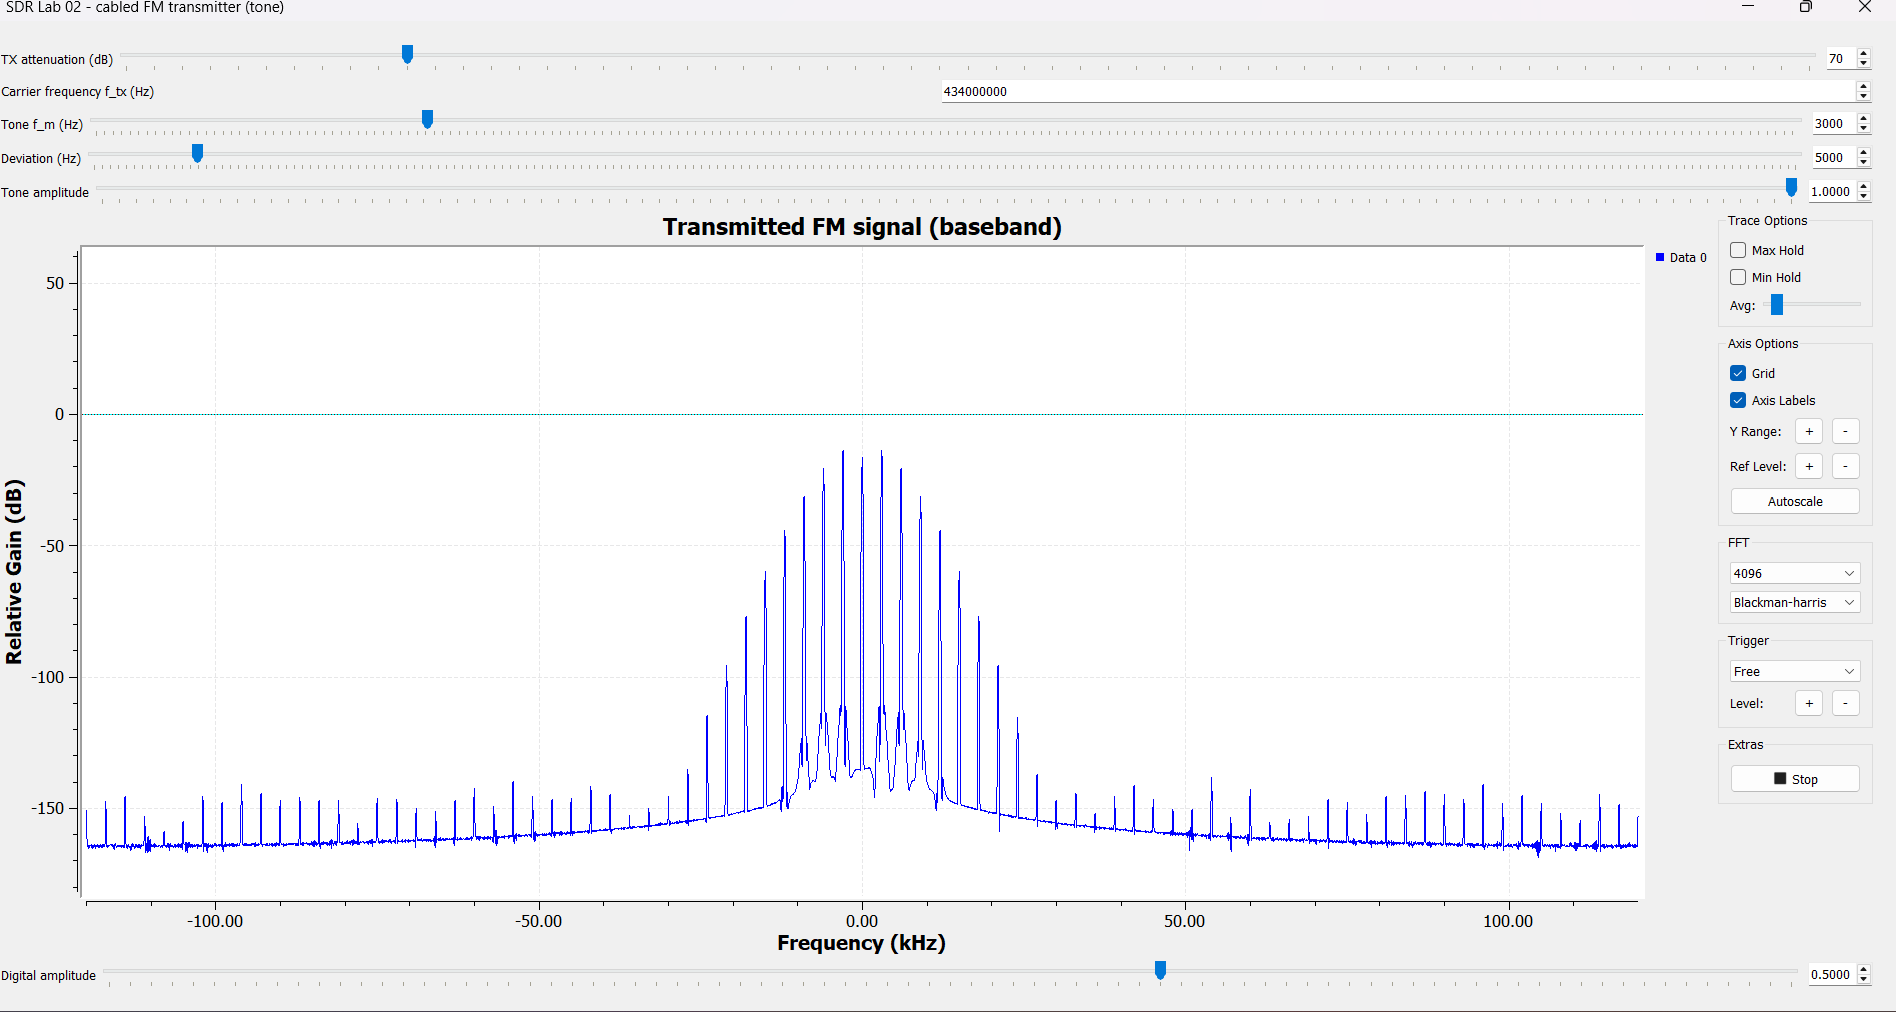 SDR Lab 02 - cabled FM transmitter (tone)
TX attenuation (dB) 70
Carrier frequency f_tx (Hz) 434000000
Tone f_m (Hz) 3000
Deviation (Hz) 5000
Tone amplitude 1.0000
Transmitted FM signal (baseband)
Data 0
Relative Gain (dB)
50
0
-50
-100
-150
-100.00 -50.00 0.00 50.00 100.00
Frequency (kHz)
Trace Options
Max Hold
Min Hold
Avg:
Axis Options
Grid
Axis Labels
Y Range: + -
Ref Level: + -
Autoscale
FFT
4096
Blackman-harris
Trigger
Free
Level: + -
Extras
Stop
Digital amplitude 0.5000